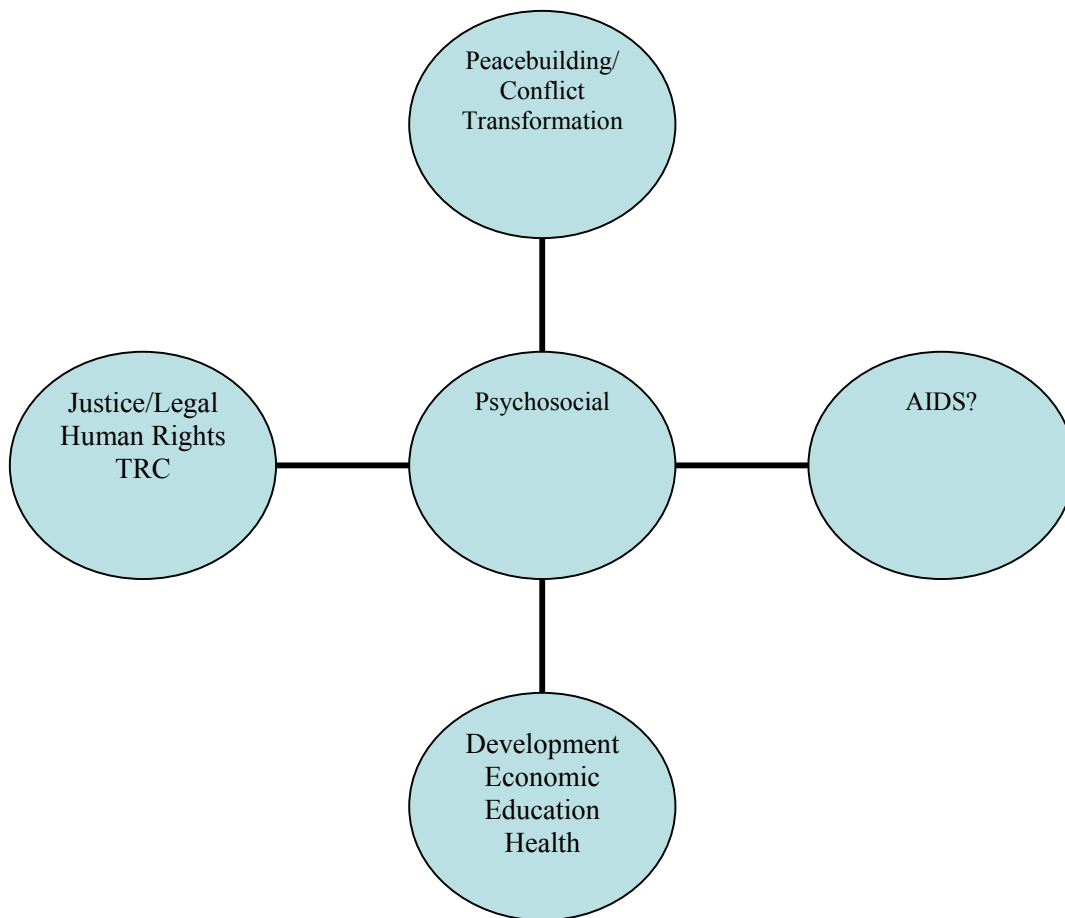 Peacebuilding/
Conflict
Transformation
Justice/Legal
Human Rights
TRC
Psychosocial
AIDS?
Development
Economic
Education
Health